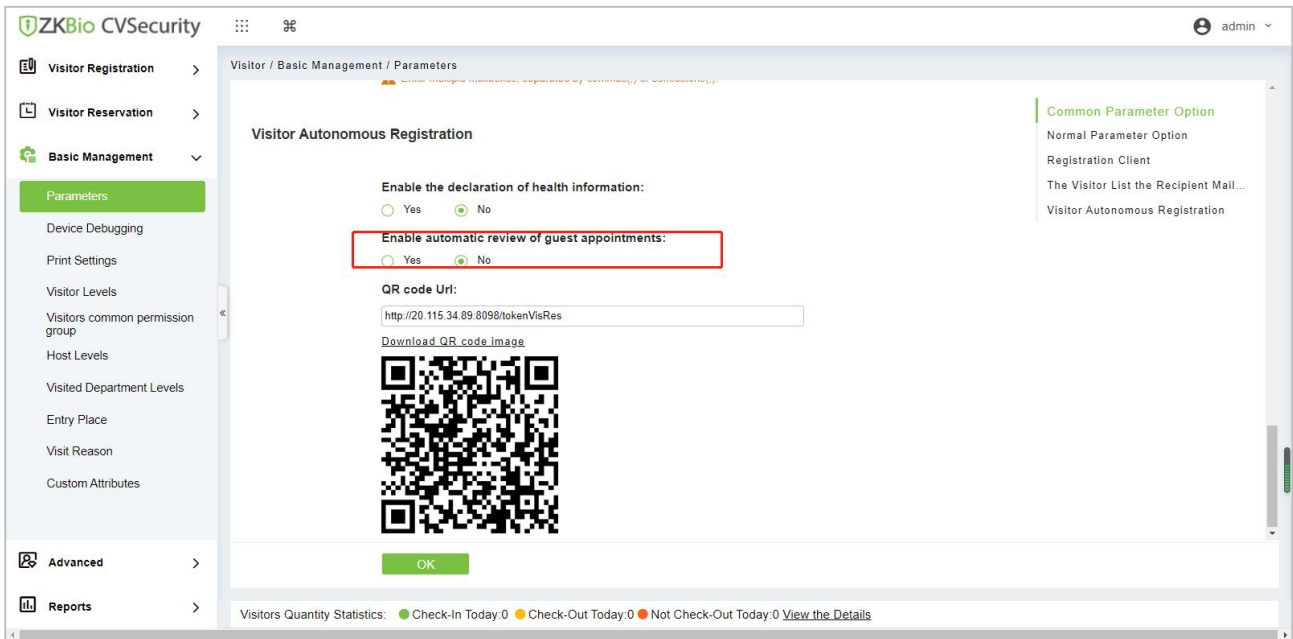 ZKBio CVSecurity
admin
Visitor Registration
Visitor Reservation
Basic Management
Parameters
Device Debugging
Print Settings
Visitor Levels
Visitors common permission
group
Host Levels
Visited Department Levels
Entry Place
Visit Reason
Custom Attributes
Advanced
Reports
Visitor / Basic Management / Parameters
Visitor Autonomous Registration
Enable the declaration of health information:
Yes No
Enable automatic review of guest appointments:
Yes No
QR code Url:
http://20.115.34.89:8098/tokenVisRes
Download QR code image
OK
Common Parameter Option
Normal Parameter Option
Registration Client
The Visitor List the Recipient Mail...
Visitor Autonomous Registration
Visitors Quantity Statistics: Check-In Today:0 Check-Out Today:0 Not Check-Out Today:0 View the Details